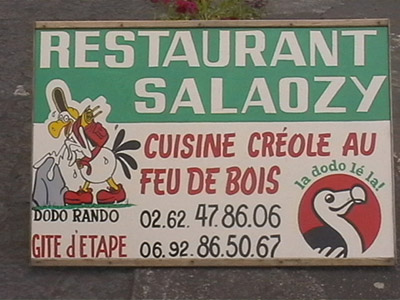 RESTAURANT
SALAOZY
CUISINE CRÉOLE AU
FEU DE BOIS
la dodo lé la!
DODO RANDO
02.62. 47.86.06
GITE d'ETAPE
06.92. 86.50.67